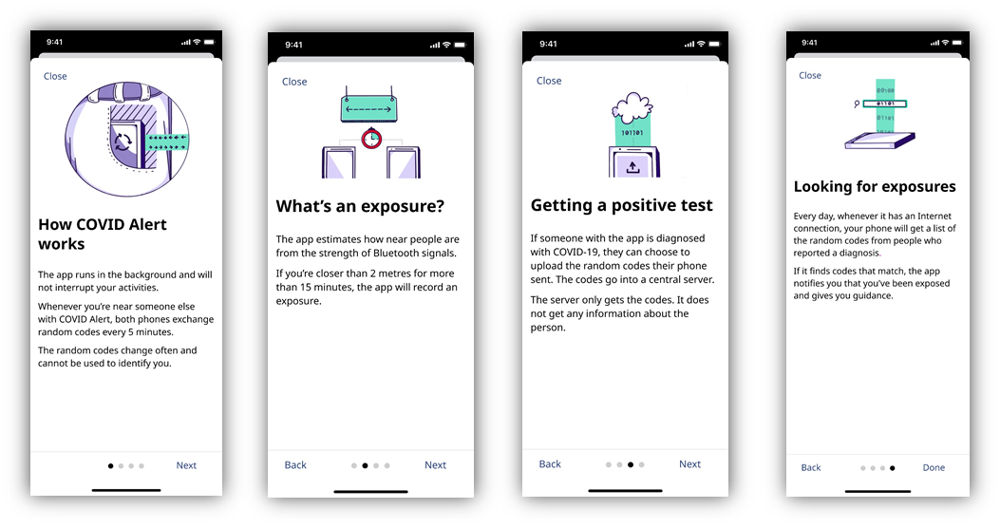 9:41
Close
How COVID Alert
works
The app runs in the background and will
not interrupt your activities.
Whenever you're near someone else
with COVID Alert, both phones exchange
random codes every 5 minutes.
The random codes change often and
cannot be used to identify you.
Next
9:41
Close
What's an exposure?
The app estimates how near people are
from the strength of Bluetooth signals.
If you're closer than 2 metres for more
than 15 minutes, the app will record an
exposure.
Back
Next
9:41
Close
101101
Getting a positive test
If someone with the app is diagnosed
with COVID-19, they can choose to
upload the random codes their phone
sent. The codes go into a central server.
The server only gets the codes. It does
not get any information about the
person.
Back
Next
9:41
Close
00100
01101
01101
Looking for exposures
Every day, whenever it has an Internet
connection, your phone will get a list of
the random codes from people who
reported a diagnosis.
If it finds codes that match, the app
notifies you that you've been exposed
and gives you guidance.
Back
Done